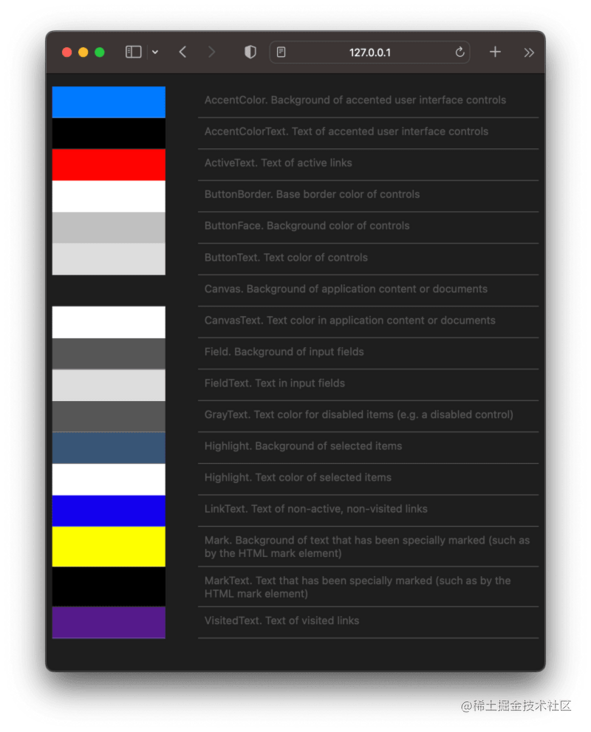 127.0.0.1
AccentColor. Background of accented user interface controls
AccentColorText. Text of accented user interface controls
ActiveText. Text of active links
ButtonBorder. Base border color of controls
ButtonFace. Background color of controls
ButtonText. Text color of controls
Canvas. Background of application content or documents
CanvasText. Text color in application content or documents
Field. Background of input fields
FieldText. Text in input fields
GrayText. Text color for disabled items (e.g. a disabled control)
Highlight. Background of selected items
Highlight. Text color of selected items
LinkText. Text of non-active, non-visited links
Mark. Background of text that has been specially marked (such as
by the HTML mark element)
MarkText. Text that has been specially marked (such as by the
HTML mark element)
VisitedText. Text of visited links
@稀土掘金技术社区